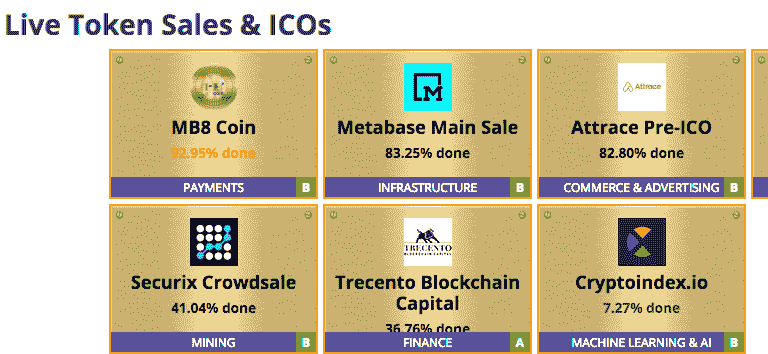 Live Token Sales & ICOs
MB8 Coin
92.95% done
PAYMENTS B
Metabase Main Sale
83.25% done
INFRASTRUCTURE B
Attrace
Attrace Pre-ICO
82.80% done
COMMERCE & ADVERTISING B
Securix Crowdsale
41.04% done
MINING B
TRECENTO
BLOCKCHAIN CAPITAL
Trecento Blockchain
Capital
36.76% done
FINANCE A
Cryptoindex.io
7.27% done
MACHINE LEARNING & AI B